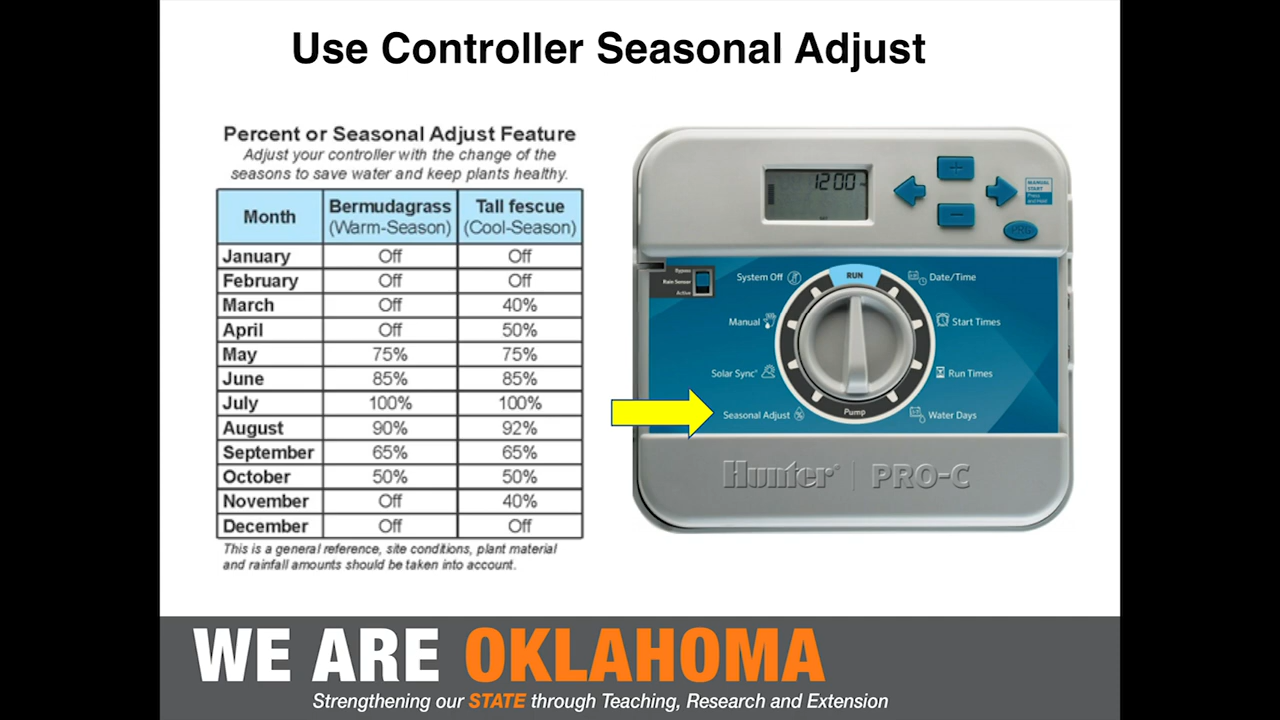 Use Controller Seasonal Adjust
Percent or Seasonal Adjust Feature
Adjust your controller with the change of the
seasons to save water and keep plants healthy.
Month Bermudagrass (Warm-Season) Tall fescue (Cool-Season)
January Off Off
February Off Off
March Off 40%
April Off 50%
May 75% 75%
June 85% 85%
July 100% 100%
August 90% 92%
September 65% 65%
October 50% 50%
November Off 40%
December Off Off
This is a general reference, site conditions, plant material
and rainfall amounts should be taken into account.
12:00
+
MANUAL
START
-
PRG
Bypass
Rain Sensor
Active
System Off
RUN
Date/Time
Manual
Start Times
Solar Sync
Run Times
Seasonal Adjust
Pump
Water Days
Hunter PRO-C
WE ARE OKLAHOMA
Strengthening our STATE through Teaching, Research and Extension